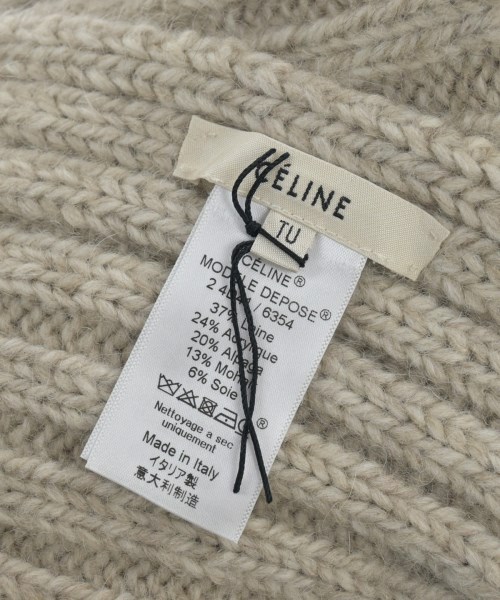 CÉLINE
TU
CÉLINE®
MODÈLE DEPOSE®
/ 6354
37% Laine
24% Acrylique
20% Alpaga
13% Mohair
6% Soie
Nettoyage a sec
uniquement
Made in Italy
イタリア製
意大利制造